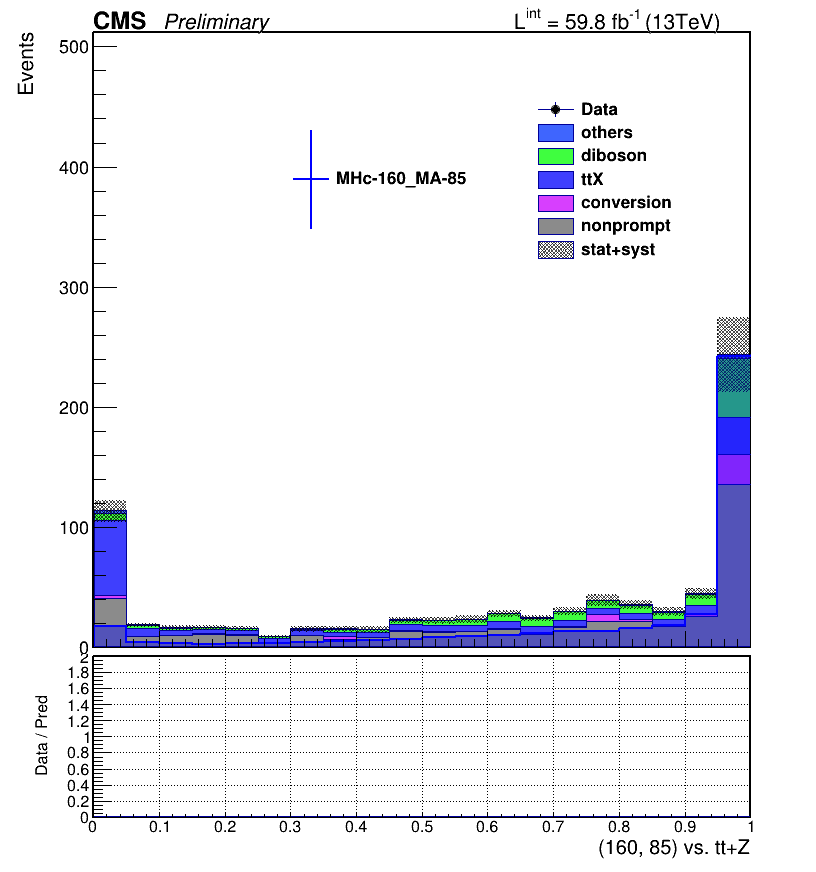 CMS Preliminary
L^int = 59.8 fb^-1 (13TeV)
Events
500
400
300
200
100
0
MHc-160_MA-85
Data
others
diboson
ttX
conversion
nonprompt
stat+syst
Data / Pred
2
1.8
1.6
1.4
1.2
1
0.8
0.6
0.4
0.2
0
0 0.1 0.2 0.3 0.4 0.5 0.6 0.7 0.8 0.9 1
(160, 85) vs. tt+Z